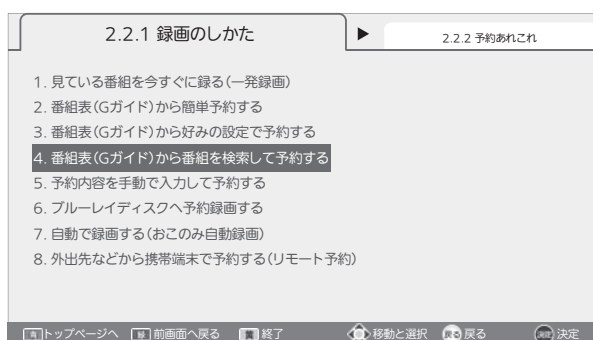 2.2.1 録画のしかた
▶
2.2.2 予約あれこれ
1. 見ている番組を今すぐに録る(一発録画)
2. 番組表(Gガイド)から簡単予約する
3. 番組表(Gガイド)から好みの設定で予約する
4. 番組表(Gガイド)から番組を検索して予約する
5. 予約内容を手動で入力して予約する
6. ブルーレイディスクへ予約録画する
7. 自動で録画する(おこのみ自動録画)
8. 外出先などから携帯端末で予約する(リモート予約)
青 トップページへ 緑 前画面へ戻る 黄 終了 移動と選択 戻る 戻る 決定 決定